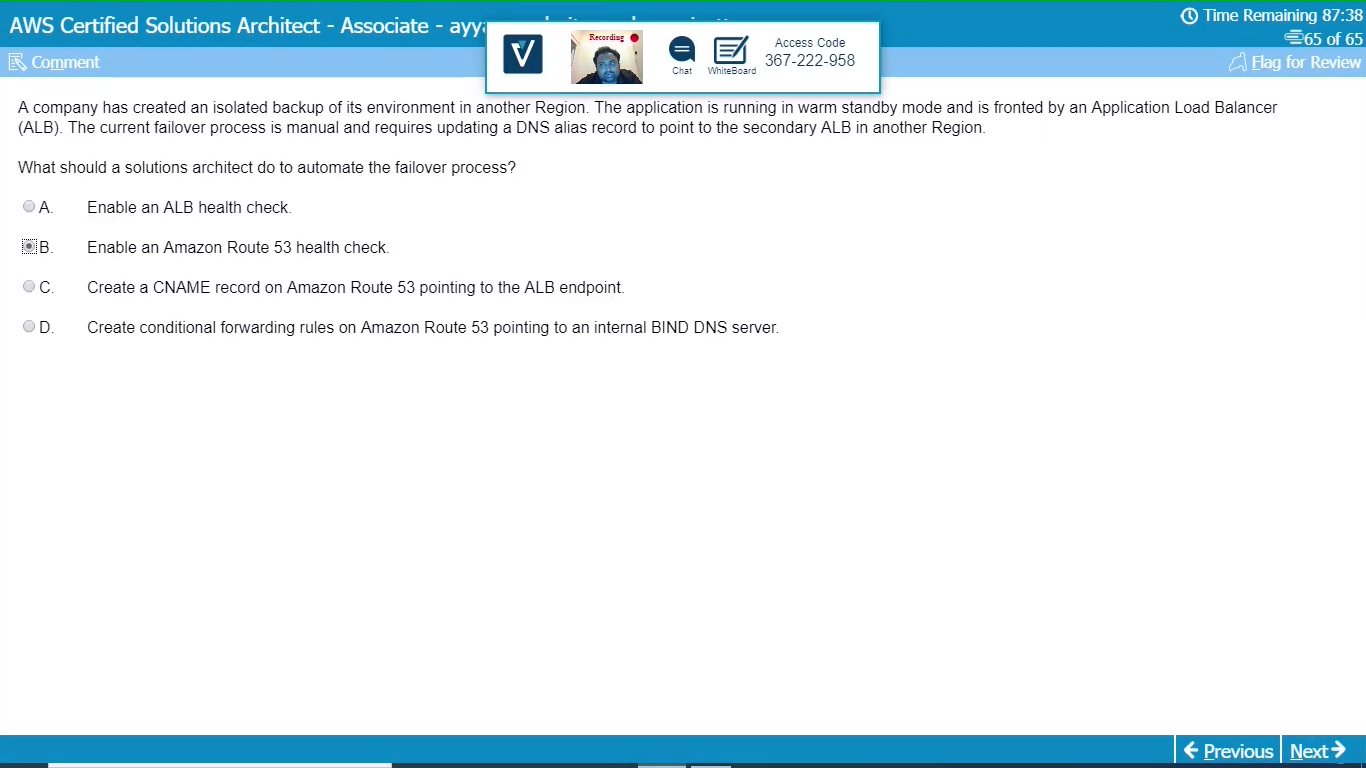 AWS Certified Solutions Architect - Associate
Time Remaining 87:38
65 of 65
Comment
Flag for Review
Recording
Chat
WhiteBoard
Access Code
367-222-958
A company has created an isolated backup of its environment in another Region. The application is running in warm standby mode and is fronted by an Application Load Balancer
(ALB). The current failover process is manual and requires updating a DNS alias record to point to the secondary ALB in another Region.
What should a solutions architect do to automate the failover process?
A. Enable an ALB health check.
B. Enable an Amazon Route 53 health check.
C. Create a CNAME record on Amazon Route 53 pointing to the ALB endpoint.
D. Create conditional forwarding rules on Amazon Route 53 pointing to an internal BIND DNS server.
Previous
Next